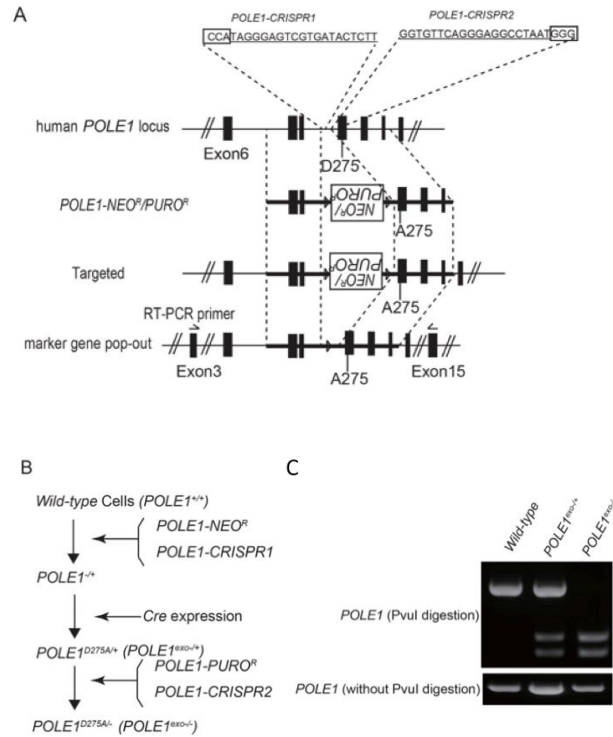 A
POLE1-CRISPR1
POLE1-CRISPR2
CCATAGGGAGTCGTGATACTCTT
GGTGTTCAGGGAGGCCTAATGGG
human POLE1 locus
Exon6
D275
POLE1-NEOᴿ/PUROᴿ
NEOᴿ/
PUROᴿ
A275
Targeted
NEOᴿ/
PUROᴿ
A275
RT-PCR primer
marker gene pop-out
Exon3
A275
Exon15
B
Wild-type Cells (POLE1⁺/⁺)
POLE1-NEOᴿ
POLE1-CRISPR1
POLE1⁻/⁺
Cre expression
POLE1ᴰ²⁷⁵ᴬ/⁺ (POLE1ᵉˣᵒ⁻/⁺)
POLE1-PUROᴿ
POLE1-CRISPR2
POLE1ᴰ²⁷⁵ᴬ/⁻ (POLE1ᵉˣᵒ⁻/⁻)
C
Wild-type
POLE1ᵉˣᵒ⁻/⁺
POLE1 (PvuI digestion)
POLE1 (without PvuI digestion)